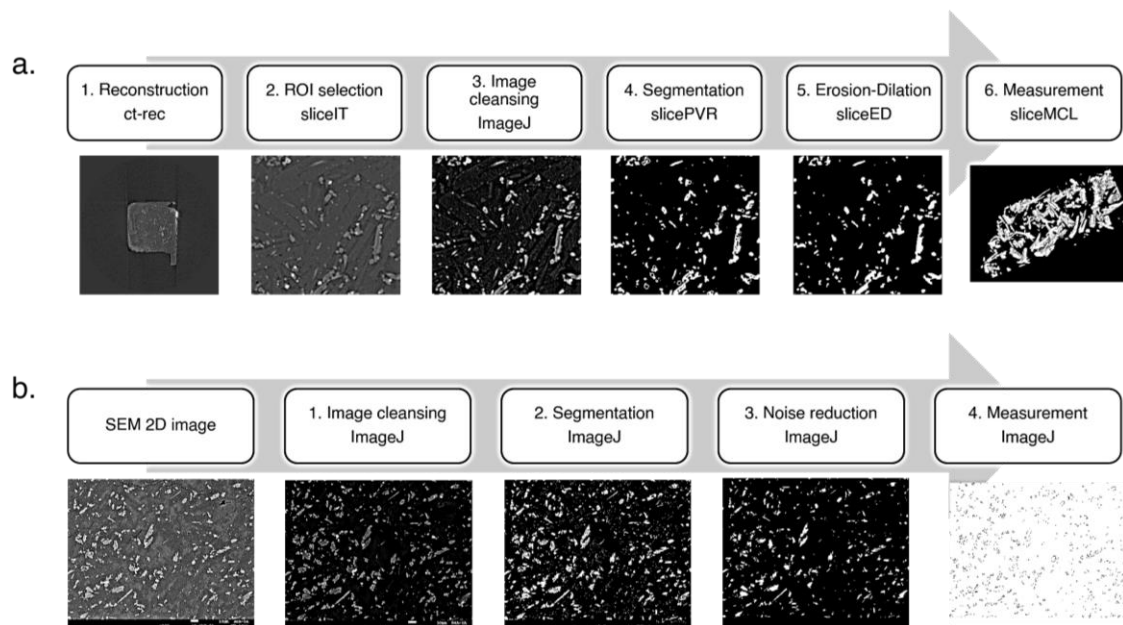 a.
1. Reconstruction
ct-rec
2. ROI selection
sliceIT
3. Image
cleansing
ImageJ
4. Segmentation
slicePVR
5. Erosion-Dilation
sliceED
6. Measurement
sliceMCL
b.
SEM 2D image
1. Image cleansing
ImageJ
2. Segmentation
ImageJ
3. Noise reduction
ImageJ
4. Measurement
ImageJ